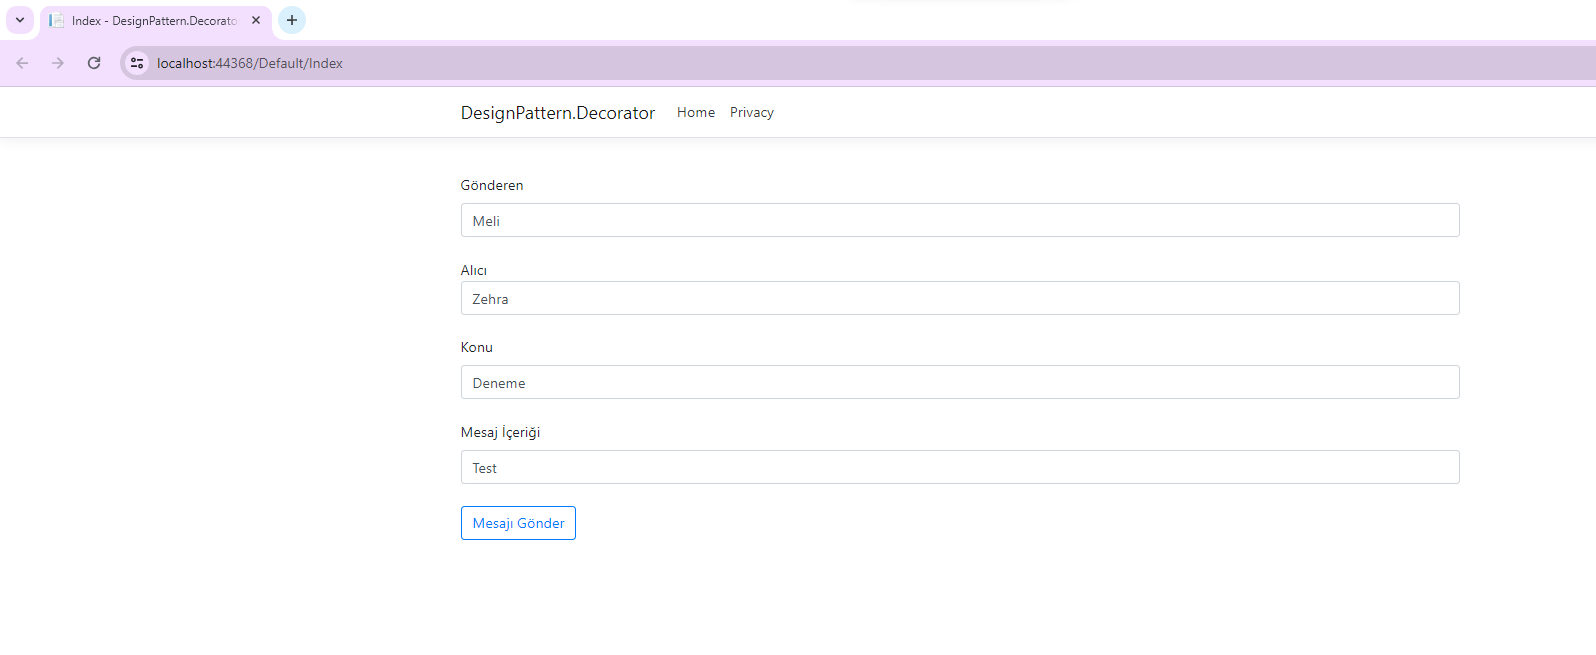 Index - DesignPattern.Decorato
localhost:44368/Default/Index
DesignPattern.Decorator Home Privacy
Gönderen
Meli
Alıcı
Zehra
Konu
Deneme
Mesaj İçeriği
Test
Mesajı Gönder